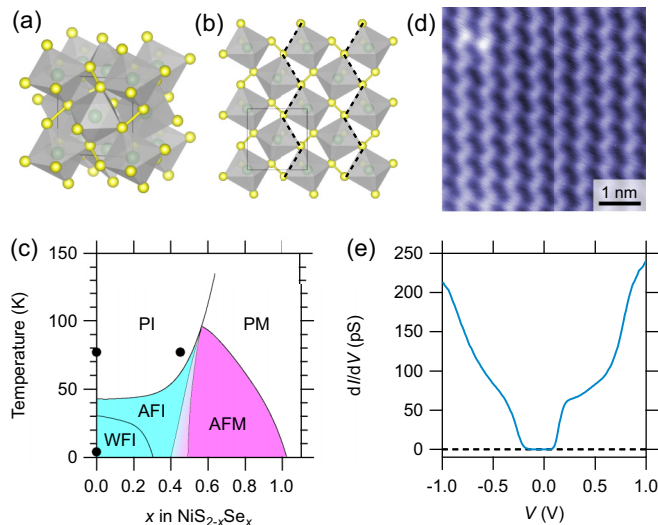 (a)
(b)
(d)
1 nm
(c)
150
100
50
0
Temperature (K)
PI
PM
AFI
WFI
AFM
0.0 0.2 0.4 0.6 0.8 1.0
x in NiS2-xSex
(e)
250
200
150
100
50
0
dI/dV (pS)
-1.0 -0.5 0.0 0.5 1.0
V (V)